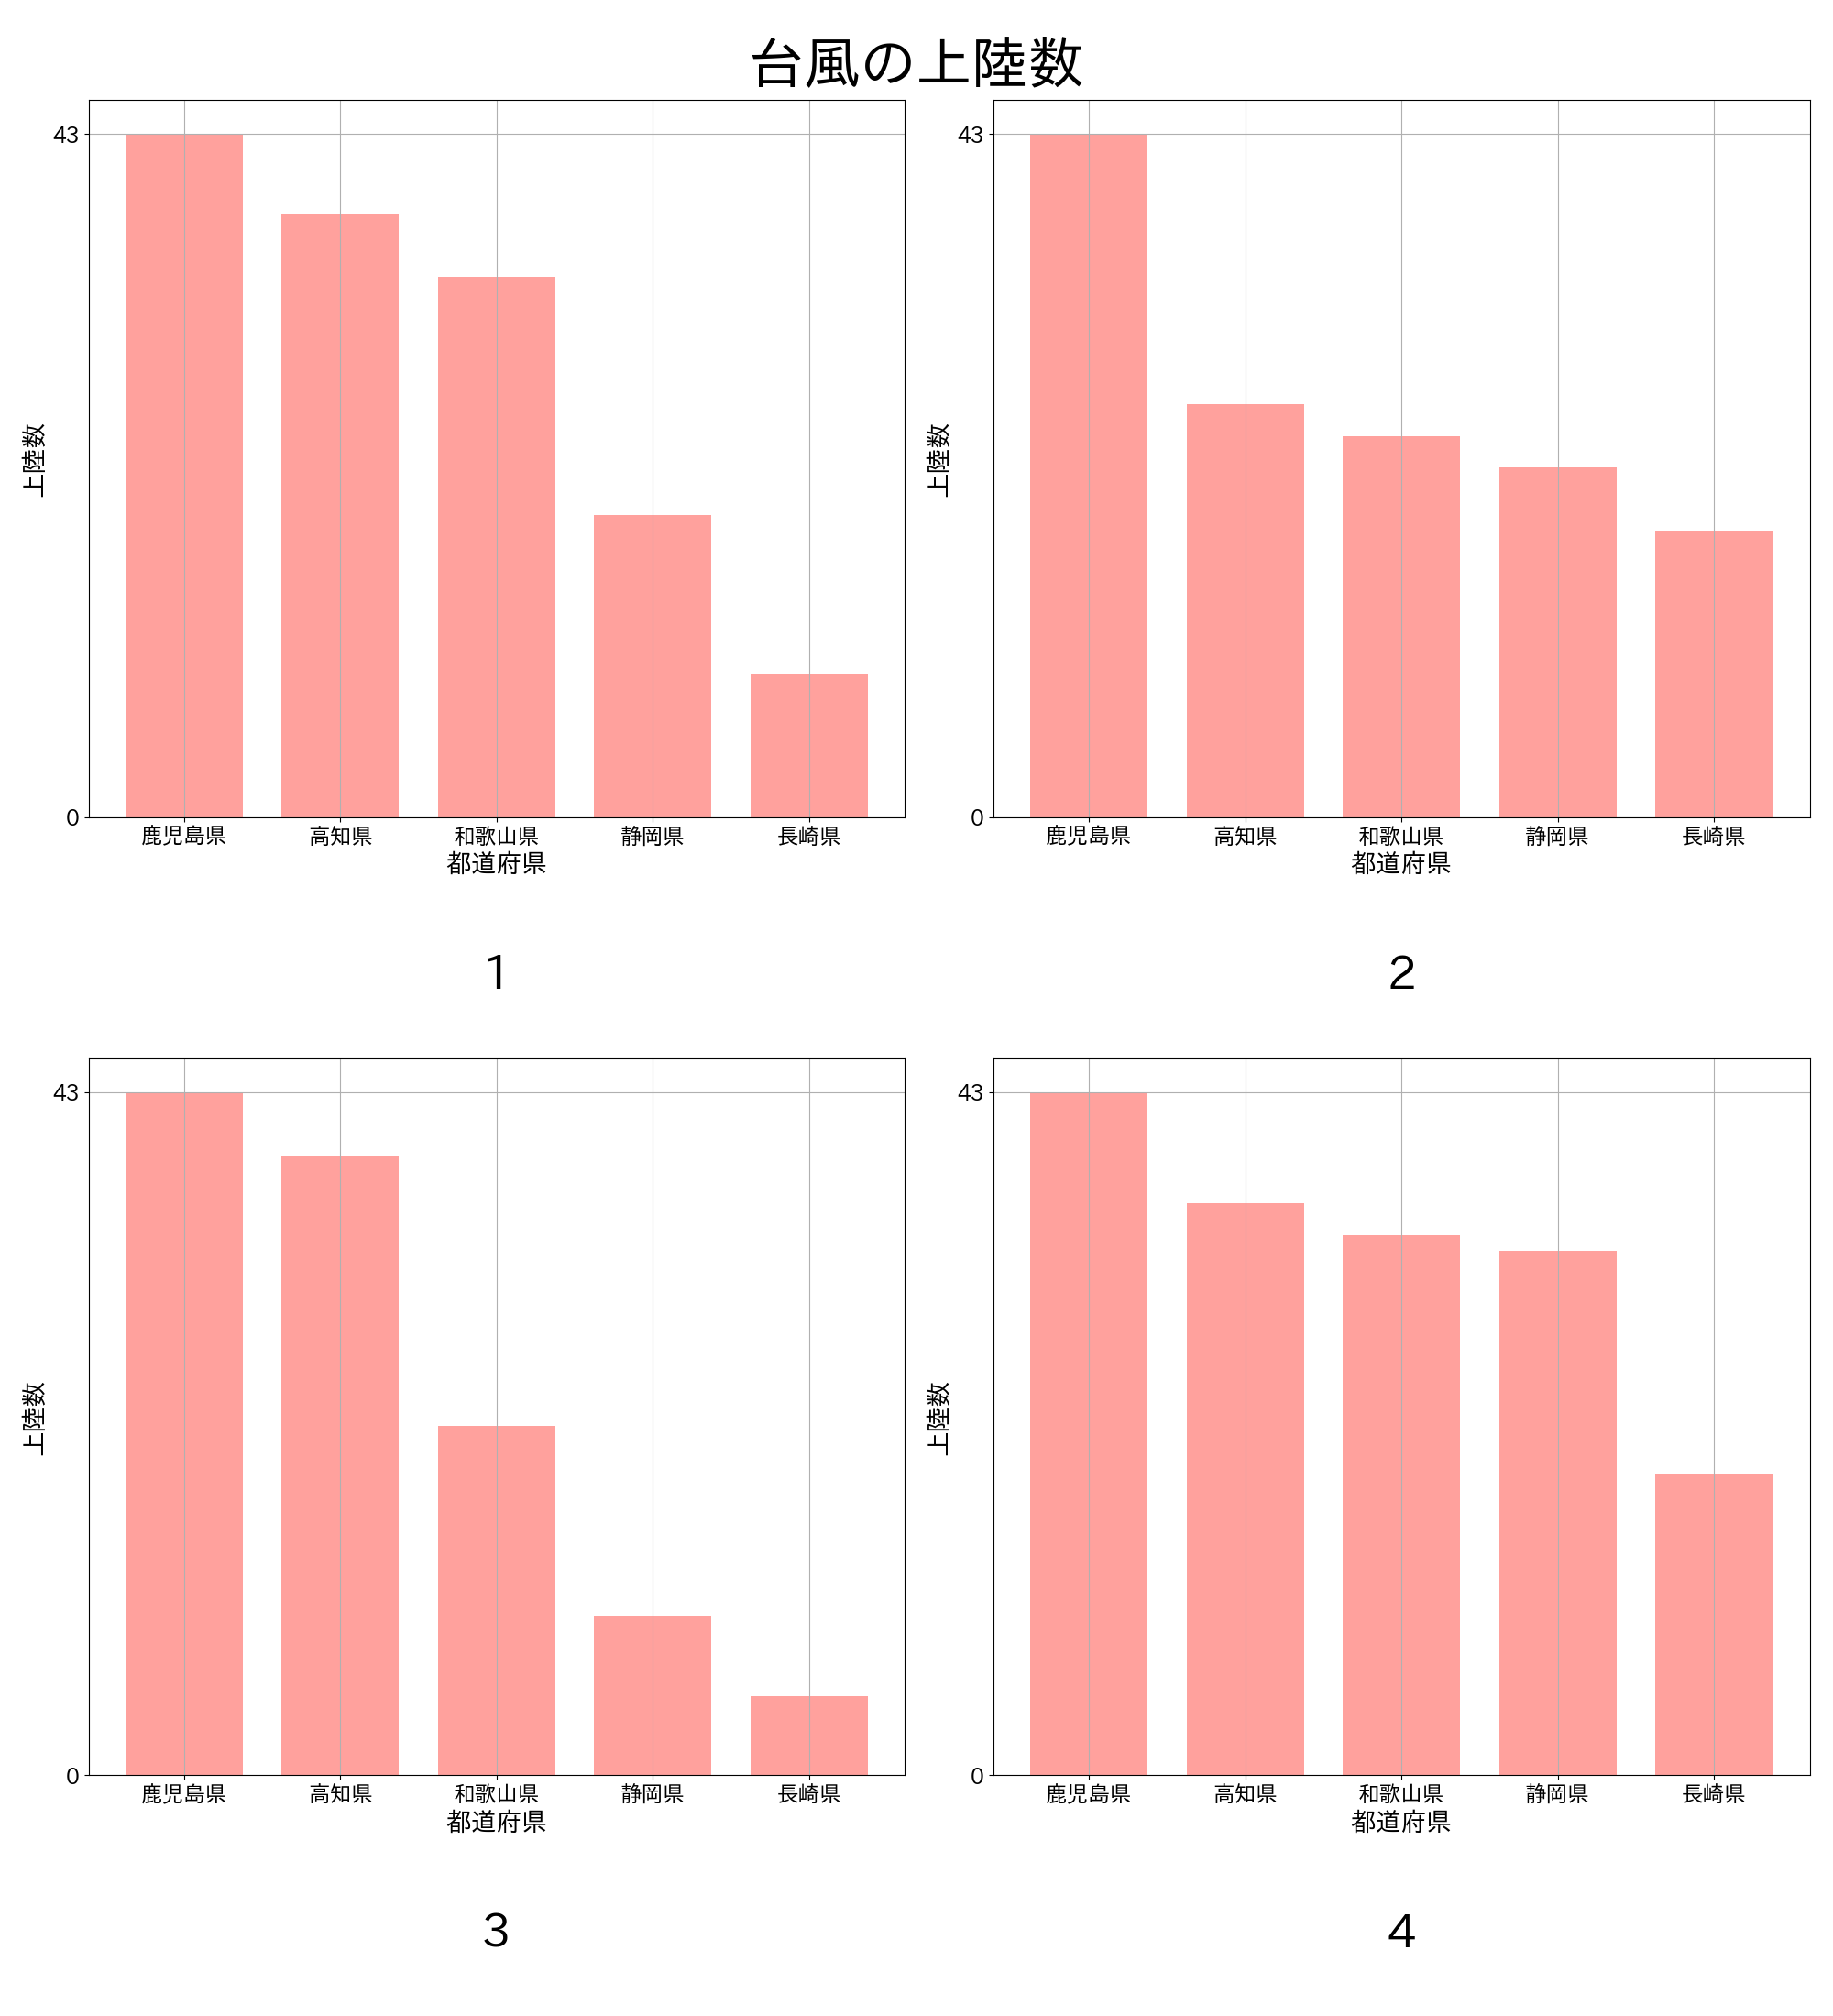 台風の上陸数
43
0
上陸数
鹿児島県 高知県 和歌山県 静岡県 長崎県
都道府県
1
43
0
上陸数
鹿児島県 高知県 和歌山県 静岡県 長崎県
都道府県
2
43
0
上陸数
鹿児島県 高知県 和歌山県 静岡県 長崎県
都道府県
3
43
0
上陸数
鹿児島県 高知県 和歌山県 静岡県 長崎県
都道府県
4